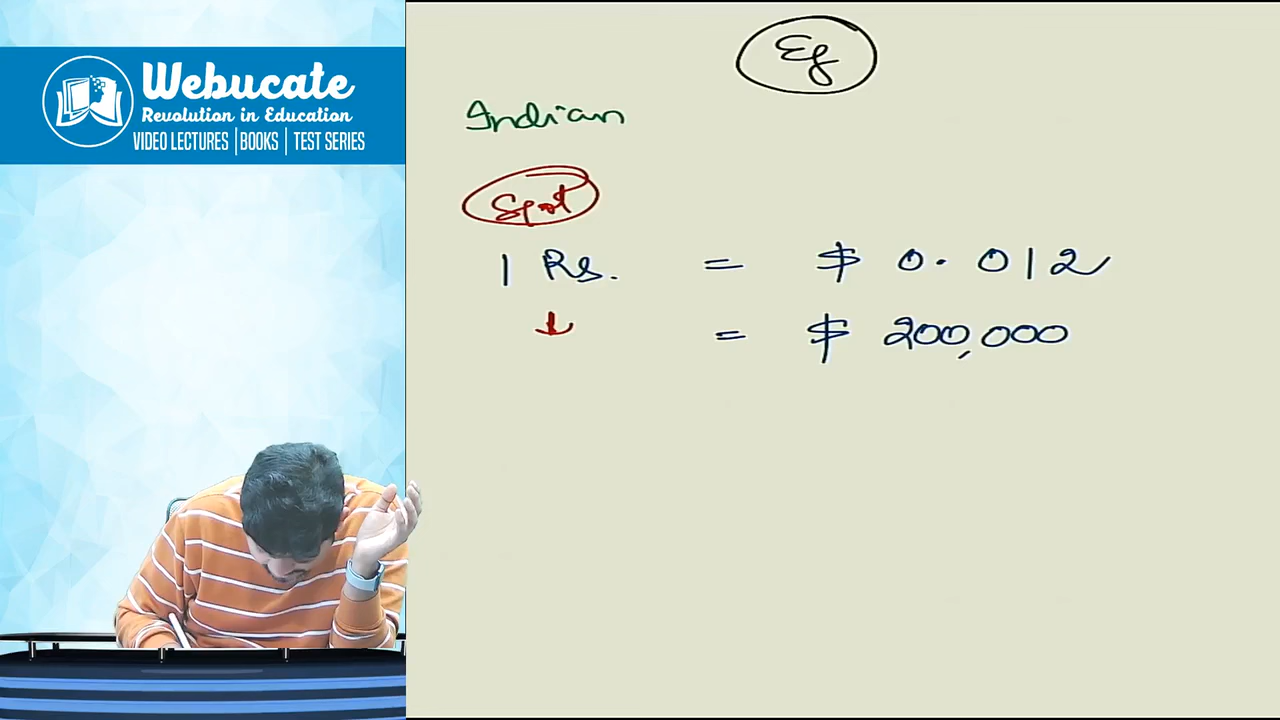 Webucate
Revolution in Education
VIDEO LECTURES | BOOKS | TEST SERIES
Eg
Indian
Spot
1 Rs. = $ 0.012
↓ = $ 200,000